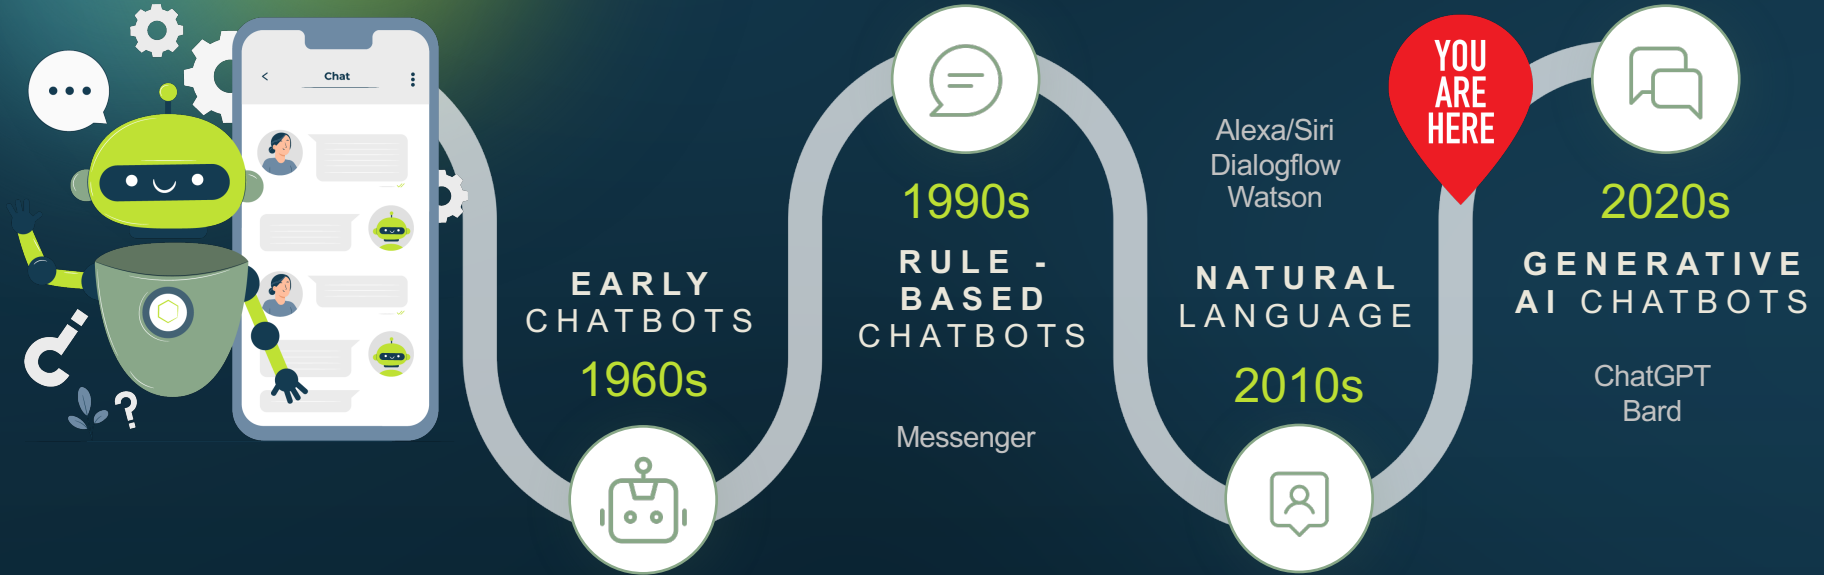 Chat
EARLY
CHATBOTS
1960s
1990s
RULE -
BASED
CHATBOTS
Messenger
Alexa/Siri
Dialogflow
Watson
NATURAL
LANGUAGE
2010s
YOU
ARE
HERE
2020s
GENERATIVE
AI CHATBOTS
ChatGPT
Bard